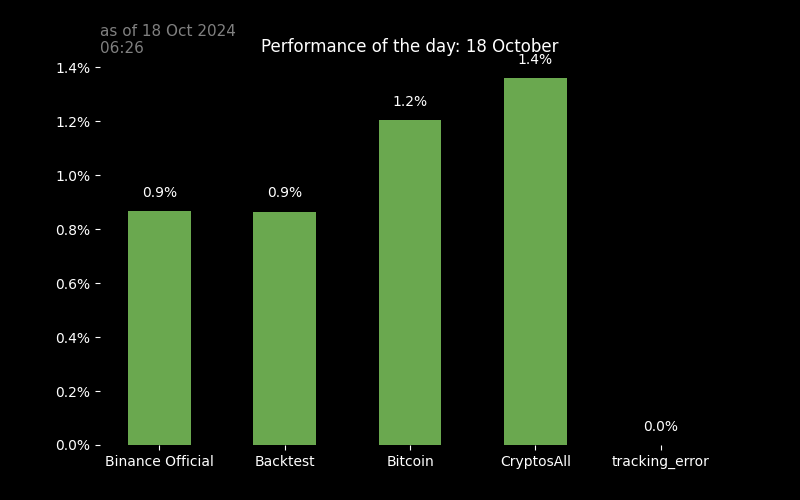 as of 18 Oct 2024
06:26
Performance of the day: 18 October
1.4%
1.4%
1.2%
1.2%
1.0%
0.9%
0.9%
0.8%
0.6%
0.4%
0.2%
0.0%
0.0%
Binance Official
Backtest
Bitcoin
CryptosAll
tracking_error